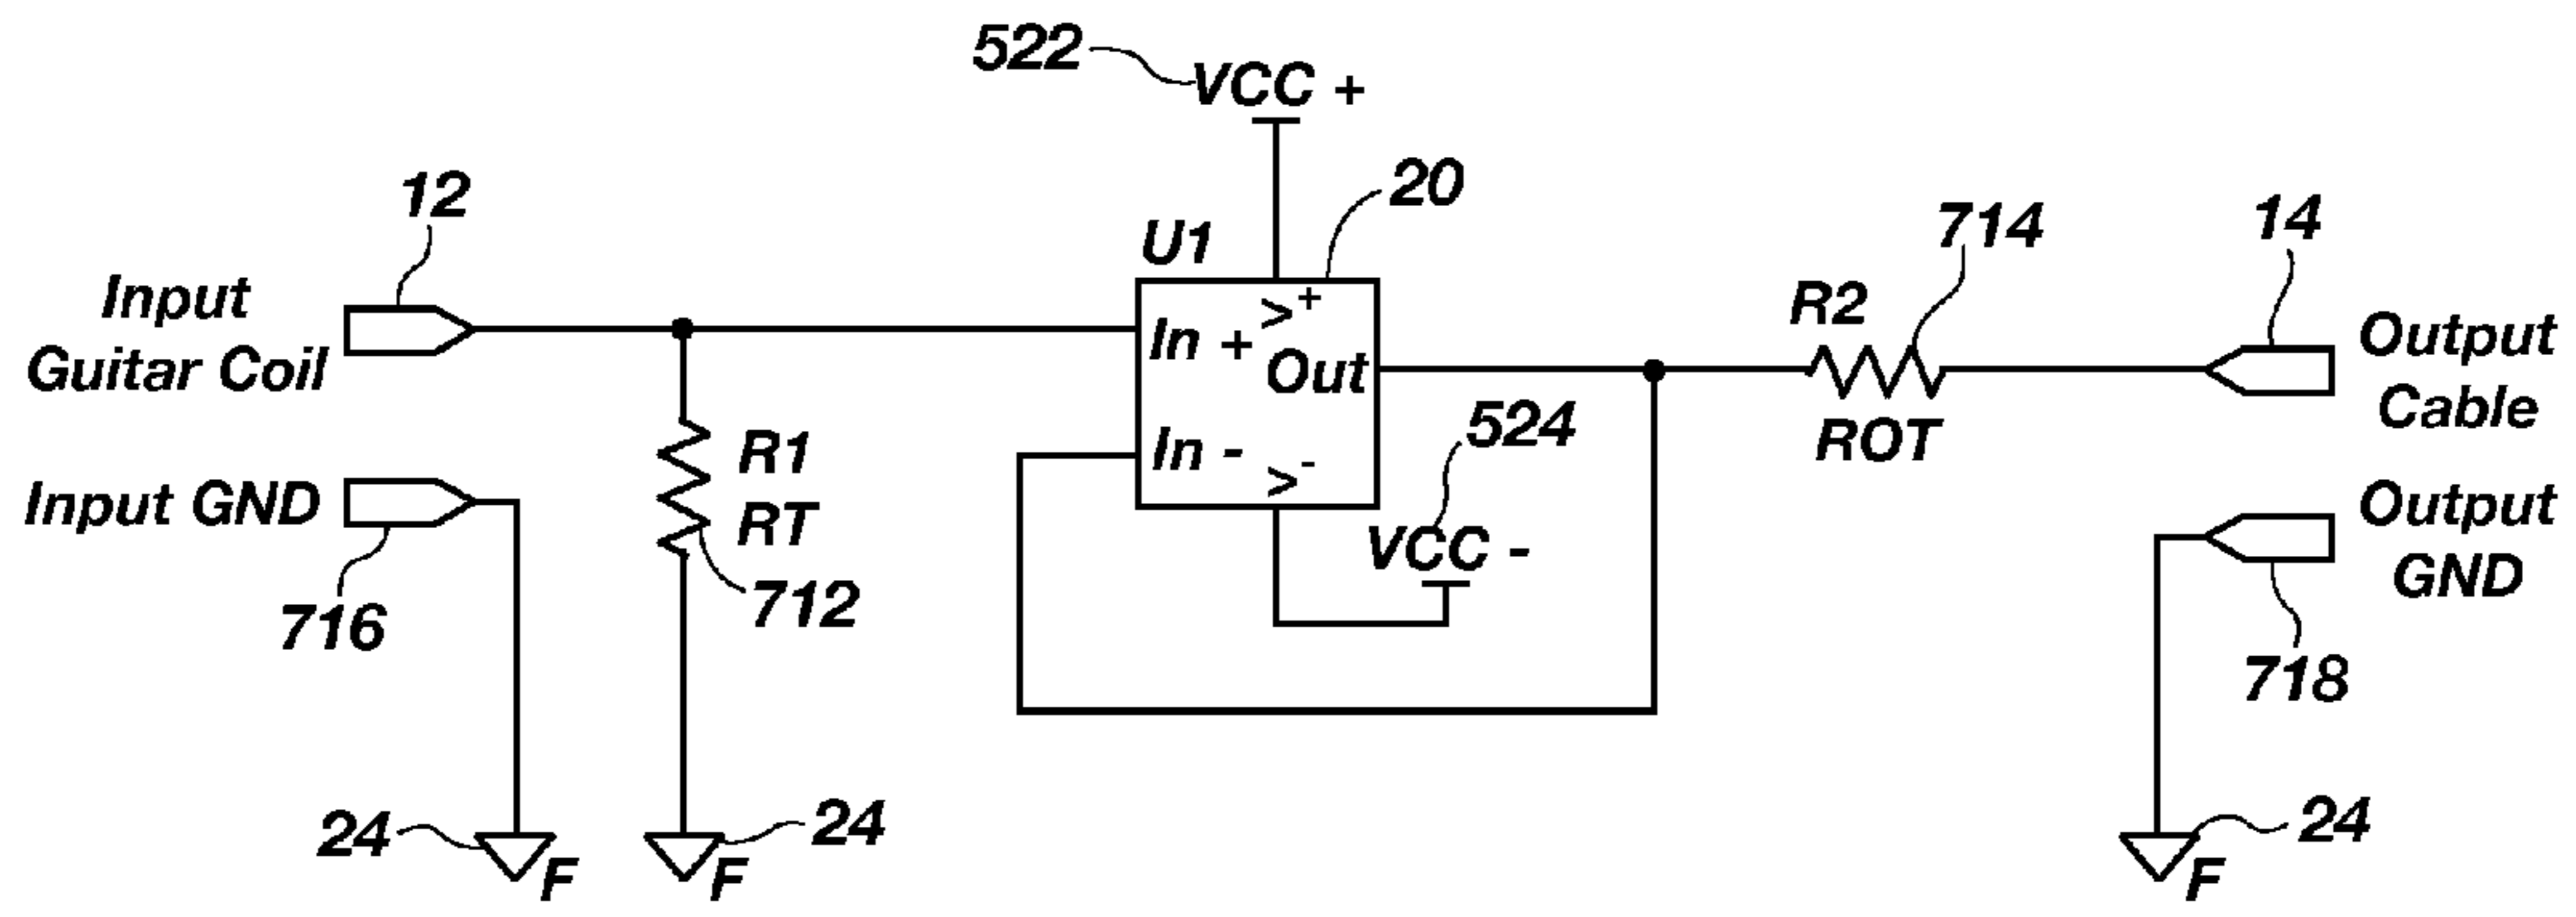 522
VCC +
12
20
U1
714
14
Input
Guitar Coil
In +
>+
Out
R2
ROT
Output
Cable
Input GND
716
R1
RT
712
In -
>-
524
VCC -
Output
GND
718
24
F
24
F
24
F